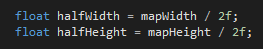 float halfWidth = mapWidth / 2f;
float halfHeight = mapHeight / 2f;